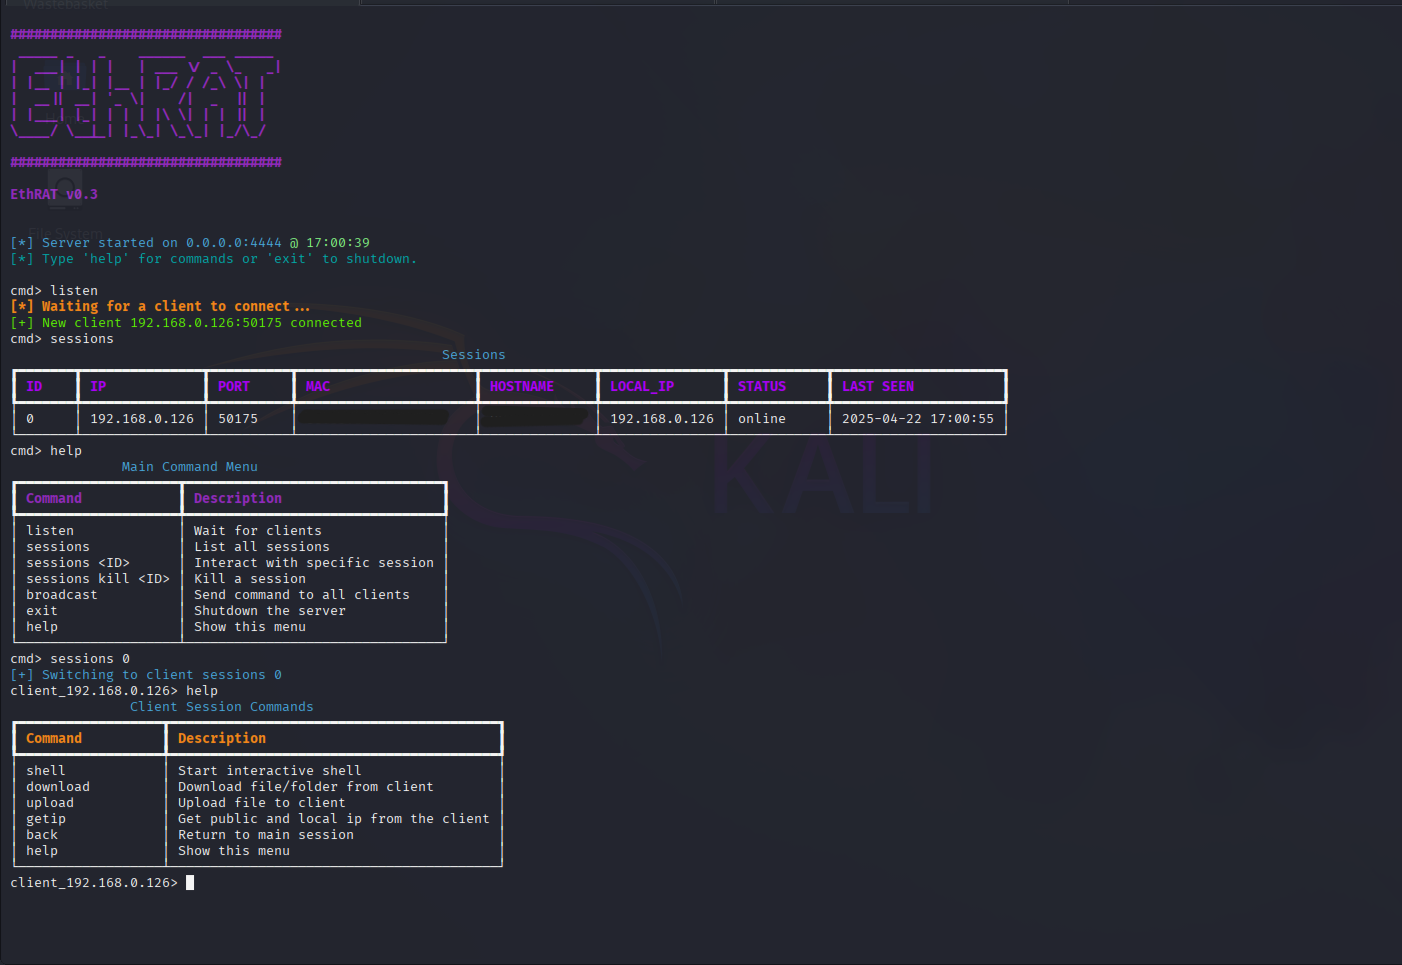 Wastebasket
##################################
EthRAT
##################################
EthRAT v0.3
File System
[*] Server started on 0.0.0.0:4444 @ 17:00:39
[*] Type 'help' for commands or 'exit' to shutdown.
cmd> listen
[*] Waiting for a client to connect...
[+] New client 192.168.0.126:50175 connected
cmd> sessions
Sessions
ID IP PORT MAC HOSTNAME LOCAL_IP STATUS LAST SEEN
0 192.168.0.126 50175 192.168.0.126 online 2025-04-22 17:00:55
cmd> help
Main Command Menu
KALI
Command Description
listen Wait for clients
sessions List all sessions
sessions <ID> Interact with specific session
sessions kill <ID> Kill a session
broadcast Send command to all clients
exit Shutdown the server
help Show this menu
cmd> sessions 0
[+] Switching to client sessions 0
client_192.168.0.126> help
Client Session Commands
Command Description
shell Start interactive shell
download Download file/folder from client
upload Upload file to client
getip Get public and local ip from the client
back Return to main session
help Show this menu
client_192.168.0.126>